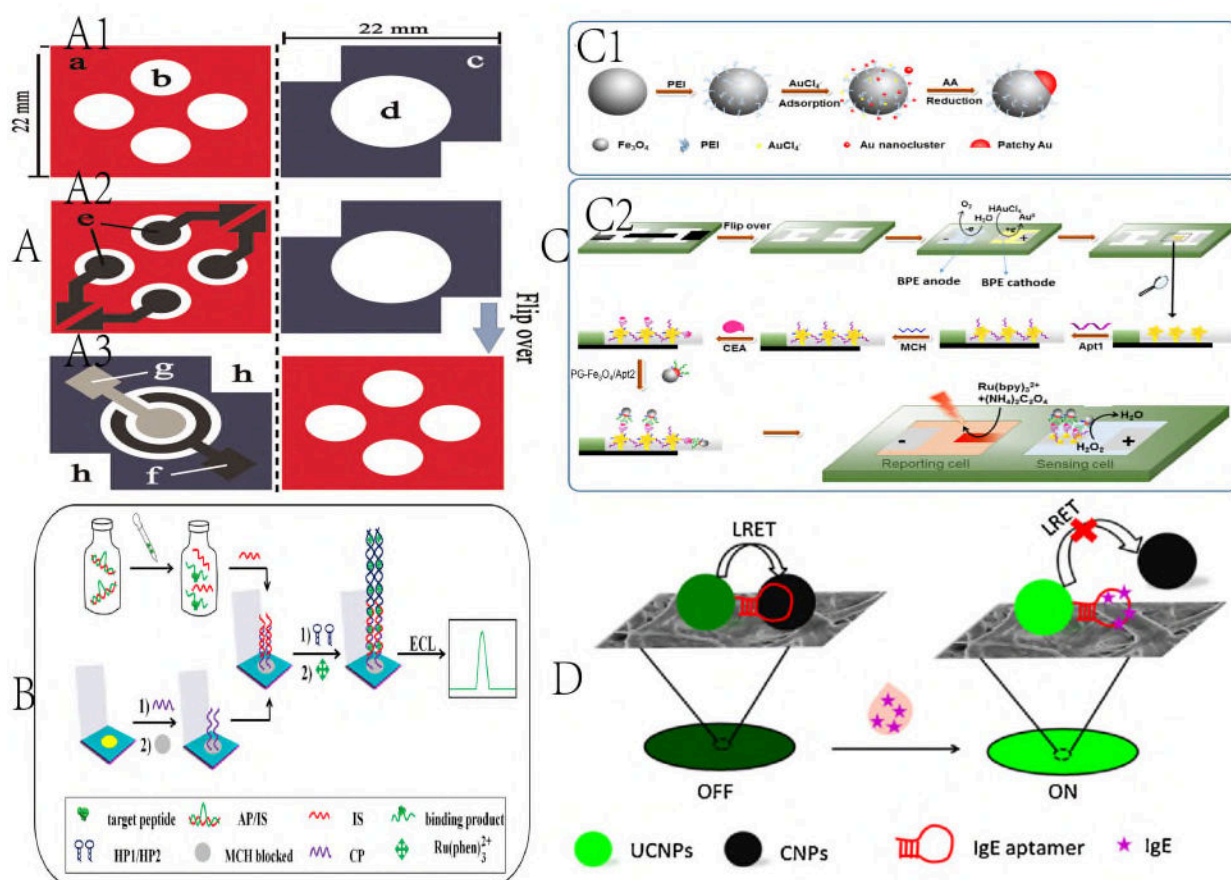 A
A1
22 mm
22 mm
a
b
c
d
A2
e
Flip over
A3
g
h
h
f
C
C1
PEI
AuCl4-
Adsorption
AA
Reduction
Fe3O4
PEI
AuCl4-
Au nanocluster
Patchy Au
C2
Flip over
O2
H2O
HAuCl4
Au0
-e
+e
-
+
BPE anode
BPE cathode
CEA
MCH
Apt1
PG-Fe3O4/Apt2
Ru(bpy)3 2+
+(NH4)2C2O4
H2O
H2O2
-
+
Reporting cell
Sensing cell
B
1)
2)
1)
2)
ECL
target peptide
AP/IS
IS
binding product
HP1/HP2
MCH blocked
CP
Ru(phen)3 2+
D
LRET
LRET
OFF
ON
UCNPs
CNPs
IgE aptamer
IgE